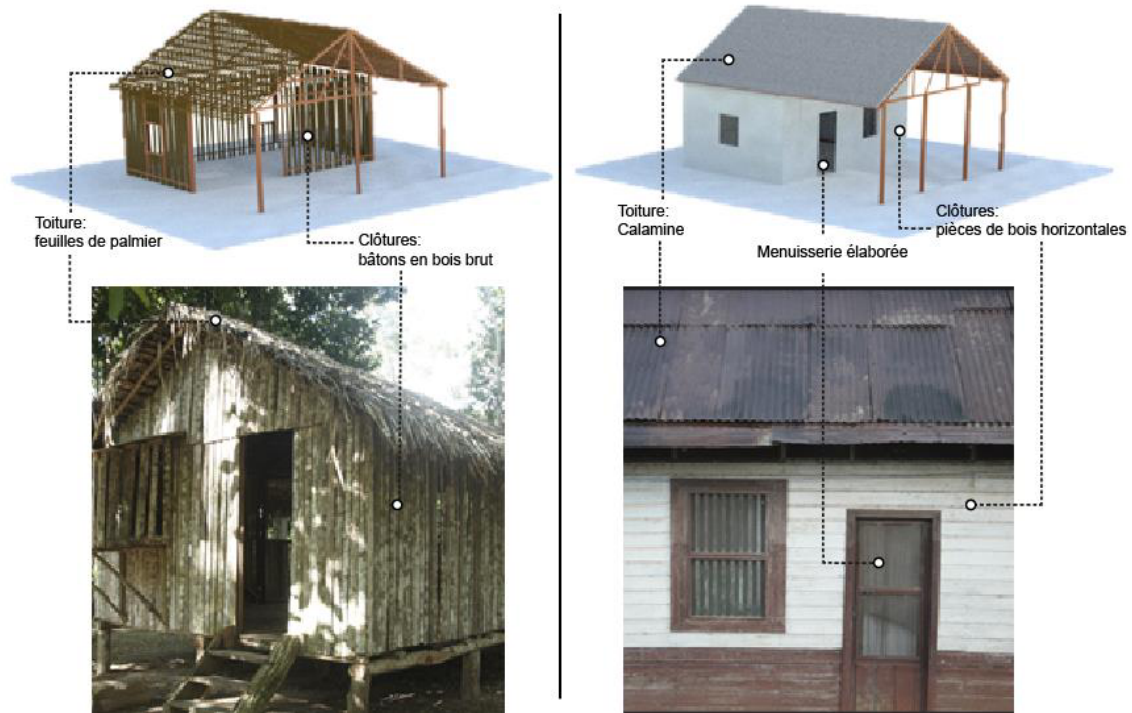 Toiture:
feuilles de palmier
Clôtures:
bâtons en bois brut
Toiture:
Calamine
Menuisserie élaborée
Clôtures:
pièces de bois horizontales